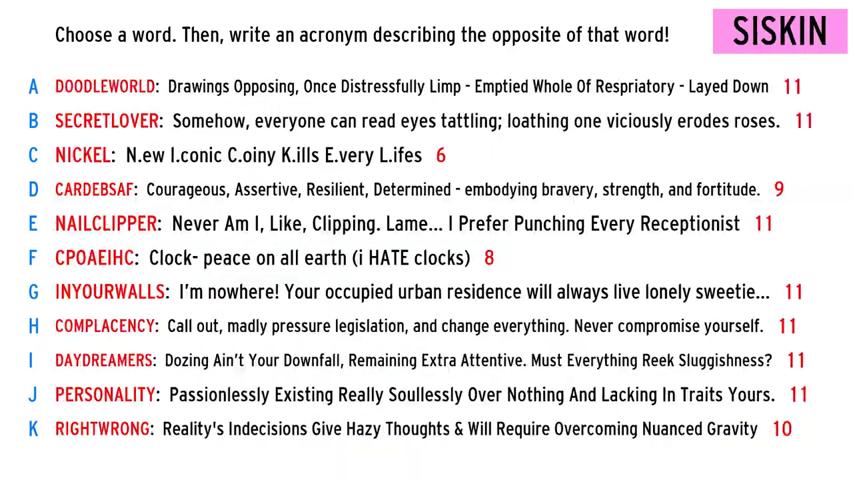 Choose a word. Then, write an acronym describing the opposite of that word!
SISKIN
A DOODLEWORLD: Drawings Opposing, Once Distressfully Limp - Emptied Whole Of Respriatory - Layed Down 11
B SECRETLOVER: Somehow, everyone can read eyes tattling; loathing one viciously erodes roses. 11
C NICKEL: N.ew I.conic C.oiny K.ills E.very L.ifes 6
D CARDEBSAF: Courageous, Assertive, Resilient, Determined - embodying bravery, strength, and fortitude. 9
E NAILCLIPPER: Never Am I, Like, Clipping. Lame... I Prefer Punching Every Receptionist 11
F CPOAEIHC: Clock- peace on all earth (i HATE clocks) 8
G INYOURWALLS: I'm nowhere! Your occupied urban residence will always live lonely sweetie... 11
H COMPLACENCY: Call out, madly pressure legislation, and change everything. Never compromise yourself. 11
I DAYDREAMERS: Dozing Ain't Your Downfall, Remaining Extra Attentive. Must Everything Reek Sluggishness? 11
J PERSONALITY: Passionlessly Existing Really Soullessly Over Nothing And Lacking In Traits Yours. 11
K RIGHTWRONG: Reality's Indecisions Give Hazy Thoughts & Will Require Overcoming Nuanced Gravity 10